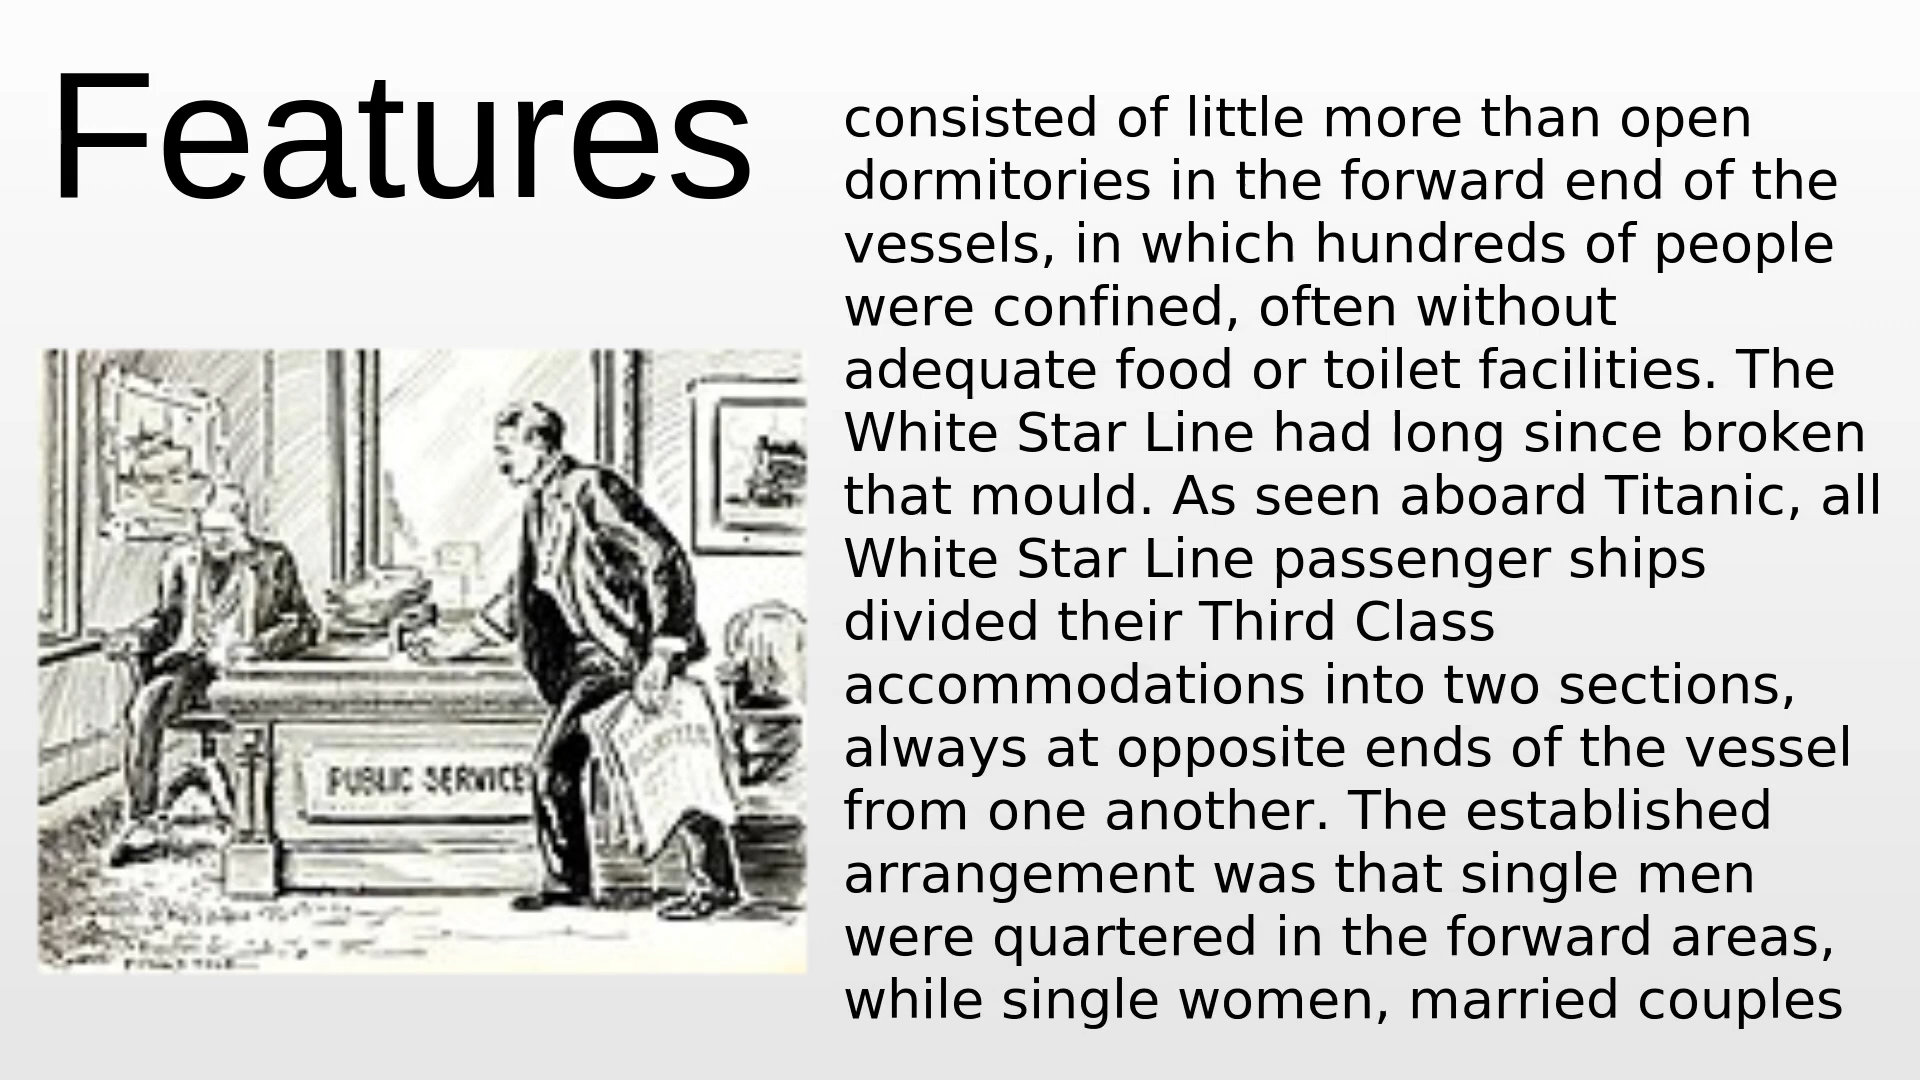 Features
consisted of little more than open
dormitories in the forward end of the
vessels, in which hundreds of people
were confined, often without
adequate food or toilet facilities. The
White Star Line had long since broken
that mould. As seen aboard Titanic, all
White Star Line passenger ships
divided their Third Class
accommodations into two sections,
always at opposite ends of the vessel
from one another. The established
arrangement was that single men
were quartered in the forward areas,
while single women, married couples
PUBLIC SERVICE